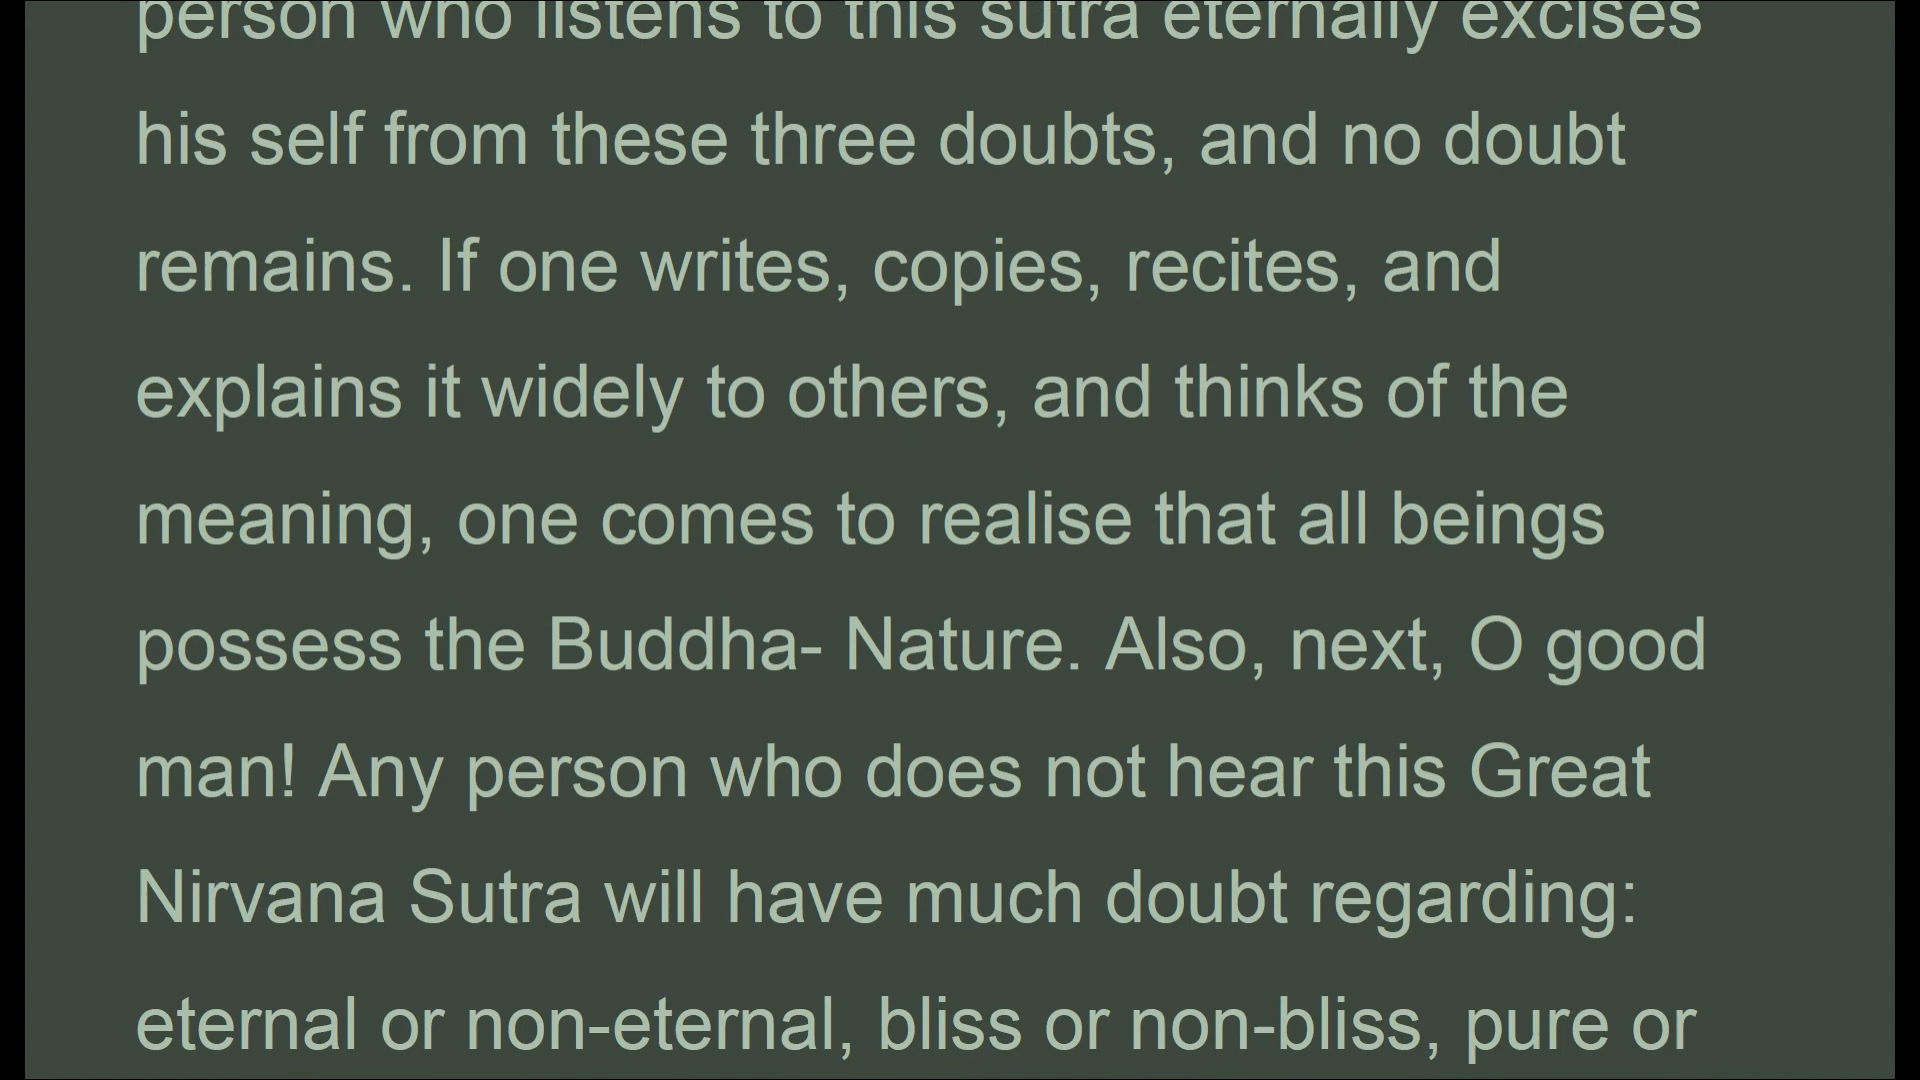 person who listens to this sutra eternally excises
his self from these three doubts, and no doubt
remains. If one writes, copies, recites, and
explains it widely to others, and thinks of the
meaning, one comes to realise that all beings
possess the Buddha- Nature. Also, next, O good
man! Any person who does not hear this Great
Nirvana Sutra will have much doubt regarding:
eternal or non-eternal, bliss or non-bliss, pure or